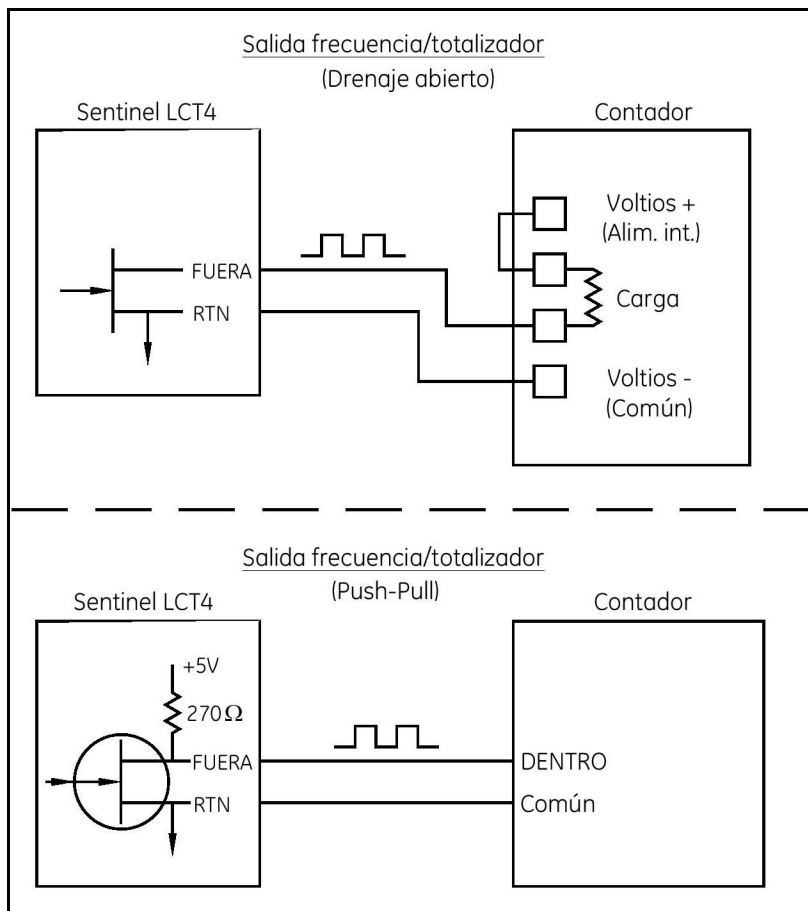 Salida frecuencia/totalizador
(Drenaje abierto)
Sentinel LCT4
Contador
FUERA
RTN
Voltios +
(Alim. int.)
Carga
Voltios -
(Común)
Salida frecuencia/totalizador
(Push-Pull)
Sentinel LCT4
Contador
+5V
270Ω
FUERA
RTN
DENTRO
Común